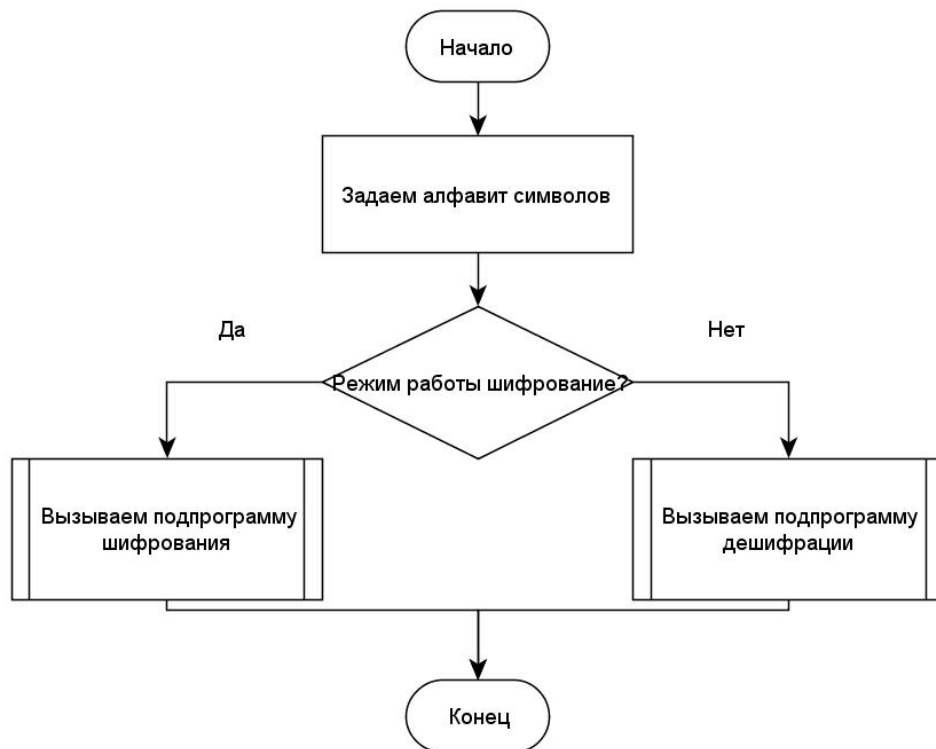 Начало
Задаем алфавит символов
Да
Нет
Режим работы шифрование?
Вызываем подпрограмму
шифрования
Вызываем подпрограмму
дешифрации
Конец